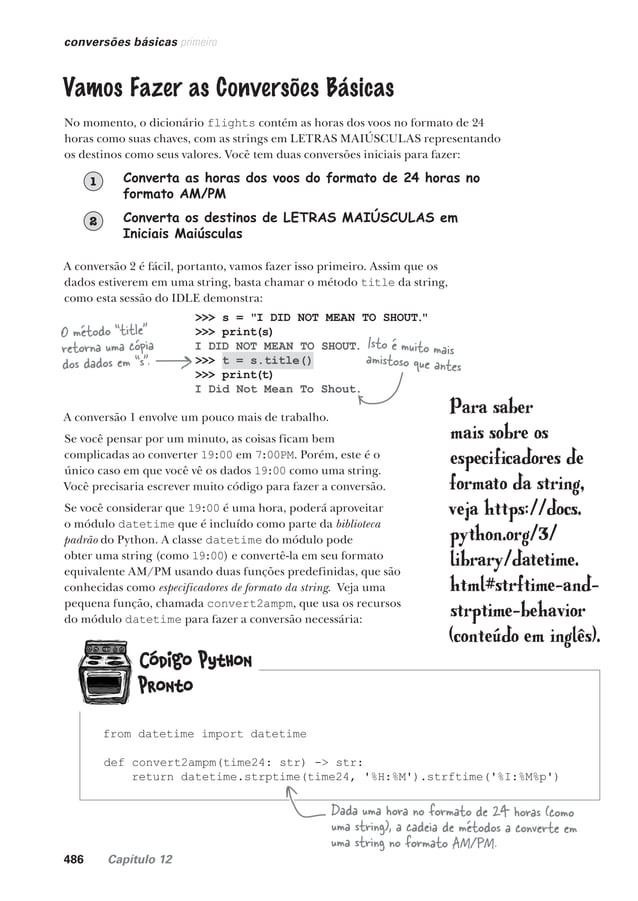 conversões básicas primeiro
Vamos Fazer as Conversões Básicas
No momento, o dicionário flights contém as horas dos voos no formato de 24
horas como suas chaves, com as strings em LETRAS MAIÚSCULAS representando
os destinos como seus valores. Você tem duas conversões iniciais para fazer:
1 Converta as horas dos voos do formato de 24 horas no
formato AM/PM
2 Converta os destinos de LETRAS MAIÚSCULAS em
Iniciais Maiúsculas
A conversão 2 é fácil, portanto, vamos fazer isso primeiro. Assim que os
dados estiverem em uma string, basta chamar o método title da string,
como esta sessão do IDLE demonstra:
O método "title"
retorna uma cópia
dos dados em "s".
>>> s = "I DID NOT MEAN TO SHOUT."
>>> print(s)
I DID NOT MEAN TO SHOUT.
>>> t = s.title()
>>> print(t)
I Did Not Mean To Shout.
Isto é muito mais
amistoso que antes
A conversão 1 envolve um pouco mais de trabalho.
Se você pensar por um minuto, as coisas ficam bem
complicadas ao converter 19:00 em 7:00PM. Porém, este é o
único caso em que você vê os dados 19:00 como uma string.
Você precisaria escrever muito código para fazer a conversão.
Se você considerar que 19:00 é uma hora, poderá aproveitar
o módulo datetime que é incluído como parte da biblioteca
padrão do Python. A classe datetime do módulo pode
obter uma string (como 19:00) e convertê-la em seu formato
equivalente AM/PM usando duas funções predefinidas, que são
conhecidas como especificadores de formato da string. Veja uma
pequena função, chamada convert2ampm, que usa os recursos
do módulo datetime para fazer a conversão necessária:
Para saber
mais sobre os
especificadores de
formato da string,
veja https://docs.
python.org/3/
library/datetime.
html#strftime-and-
strptime-behavior
(conteúdo em inglês).
Código Python
Pronto
from datetime import datetime
def convert2ampm(time24: str) -> str:
return datetime.strptime(time24, '%H:%M').strftime('%I:%M%p')
Dada uma hora no formato de 24 horas (como
uma string), a cadeia de métodos a converte em
uma string no formato AM/PM.
486 Capítulo 12